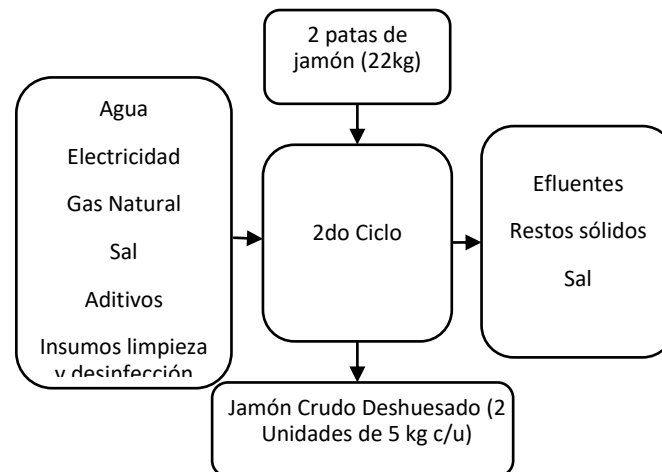 2 patas de
jamón (22kg)
Agua
Electricidad
Gas Natural
Sal
Aditivos
Insumos limpieza
y desinfección
2do Ciclo
Efluentes
Restos sólidos
Sal
Jamón Crudo Deshuesado (2
Unidades de 5 kg c/u)